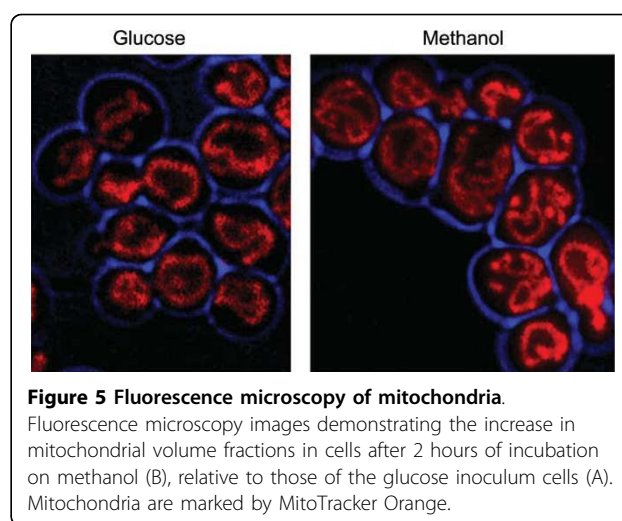 Glucose
Methanol
Figure 5 Fluorescence microscopy of mitochondria.
Fluorescence microscopy images demonstrating the increase in
mitochondrial volume fractions in cells after 2 hours of incubation
on methanol (B), relative to those of the glucose inoculum cells (A).
Mitochondria are marked by MitoTracker Orange.